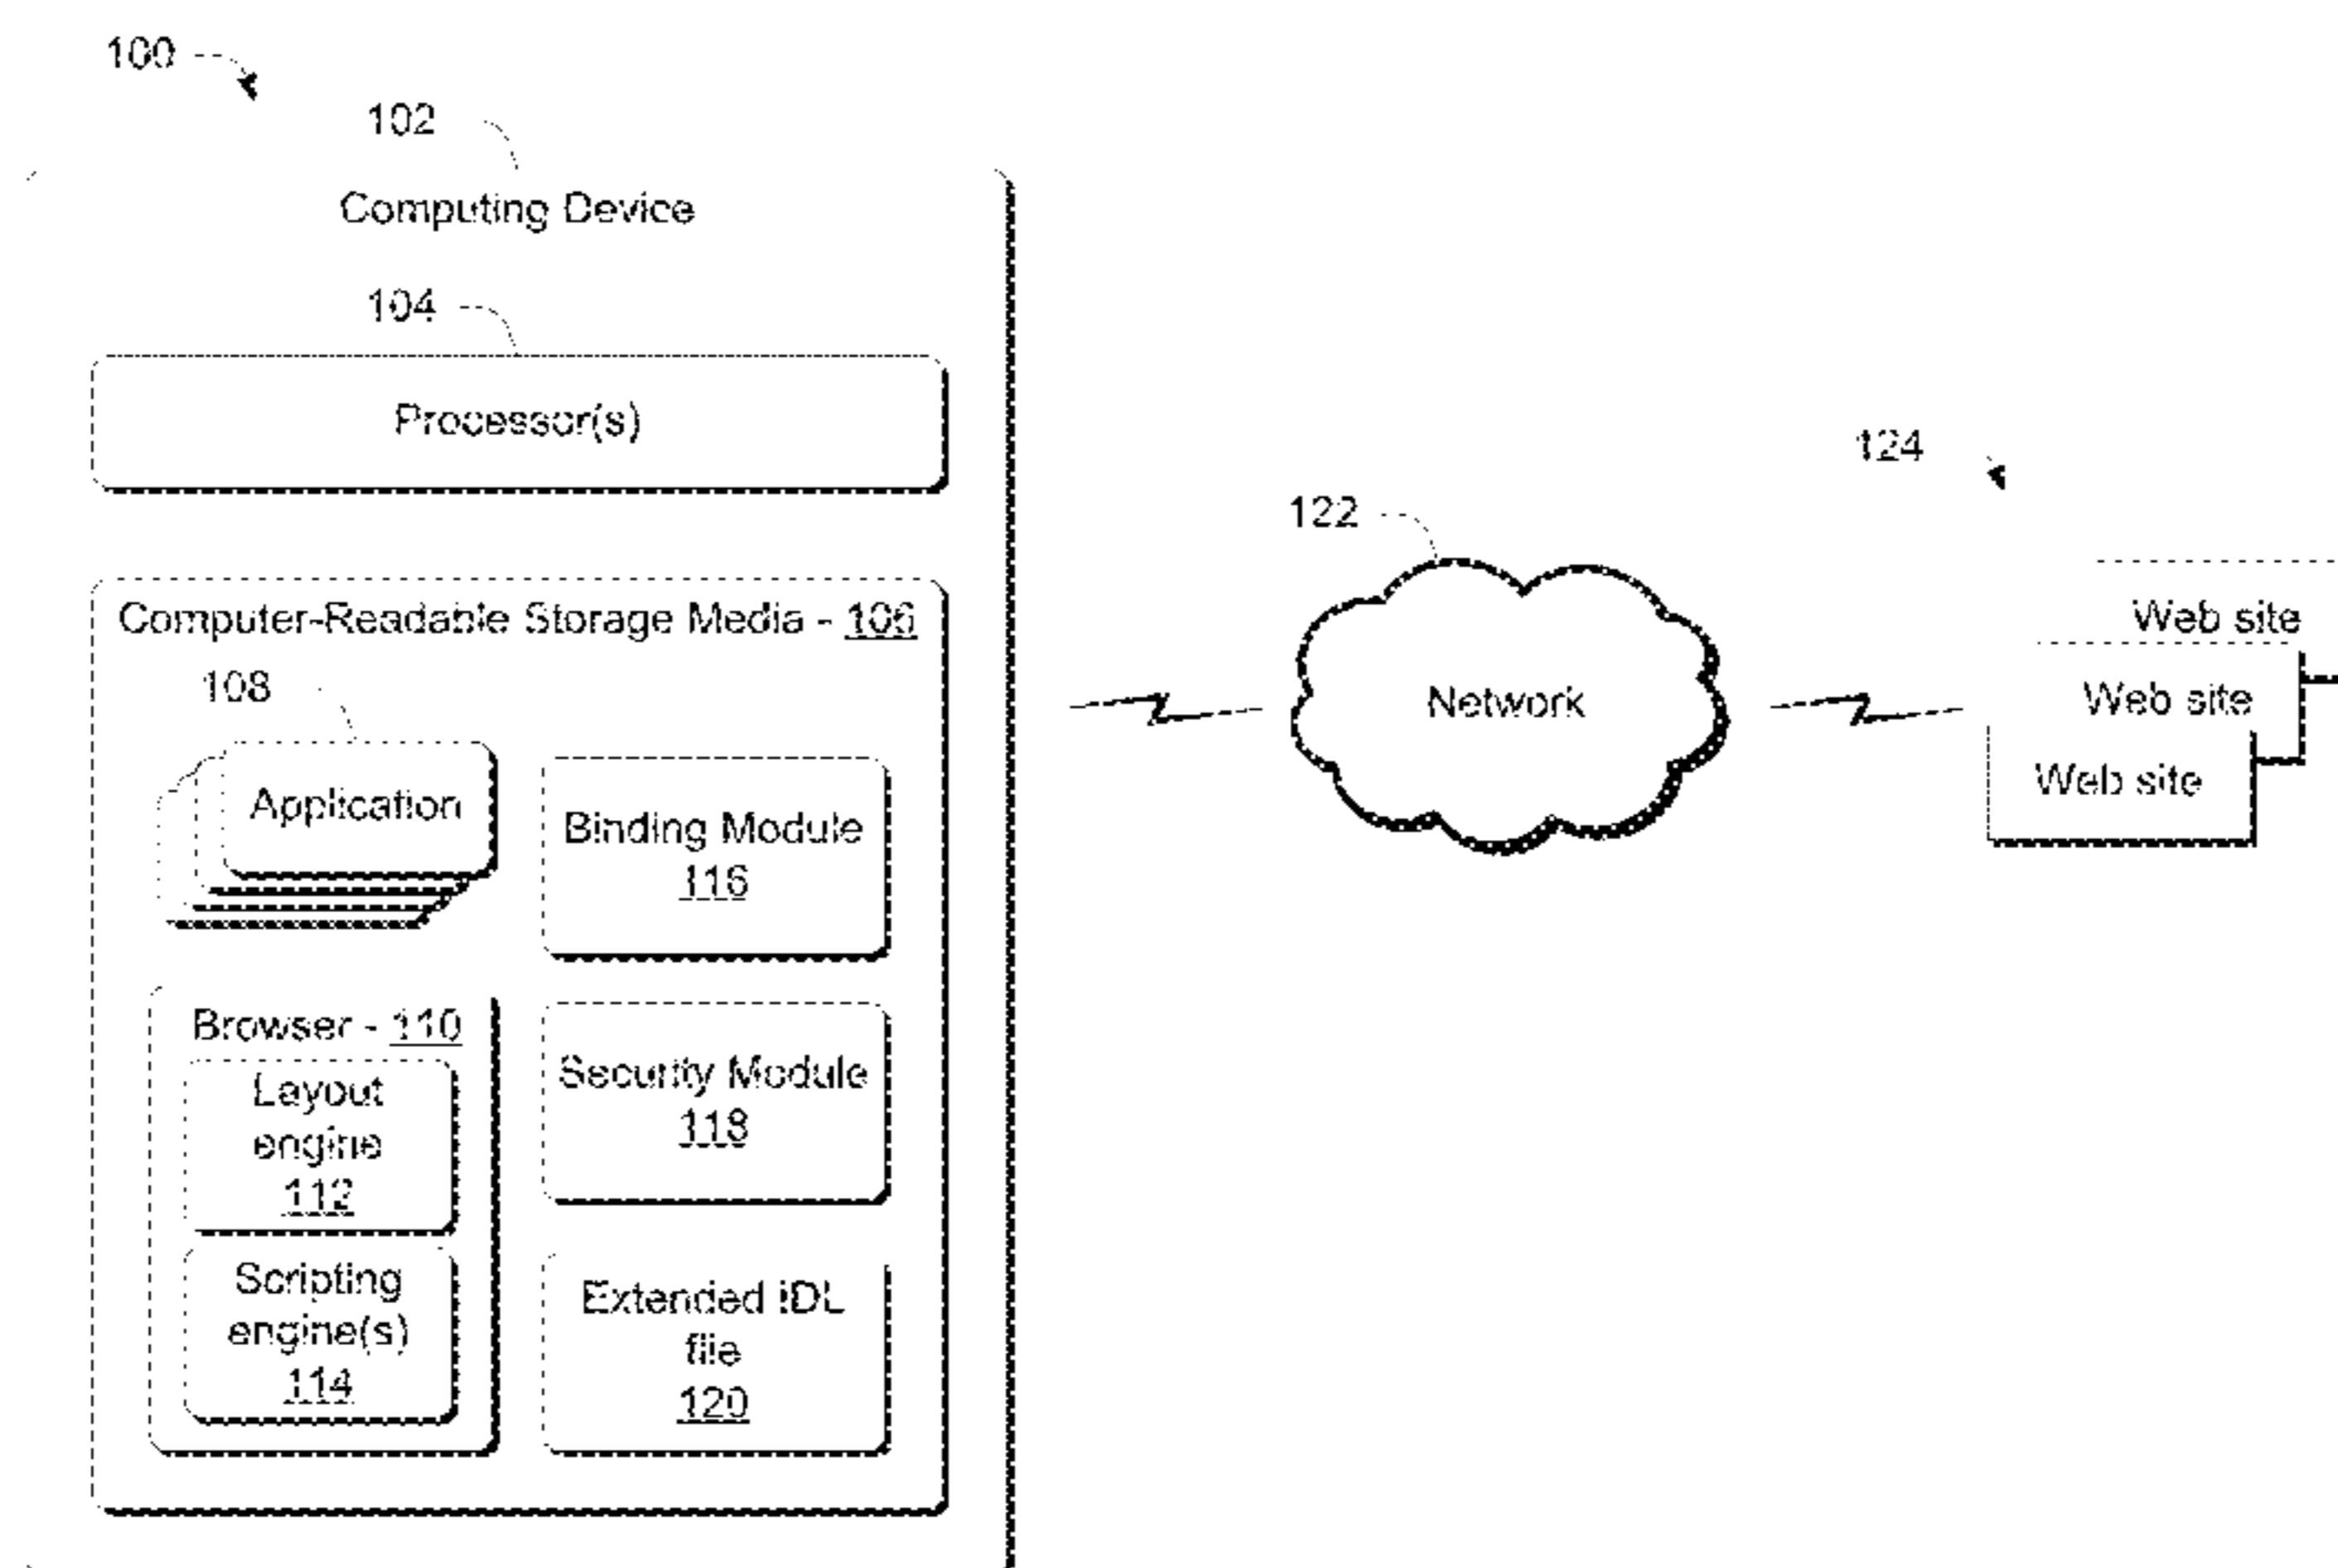 100
102
Computing Device
104
Processor(s)
Computer-Readable Storage Media - 106
108
Application
Binding Module
116
Browser - 110
Layout
engine
112
Scripting
engine(s)
114
Security Module
118
Extended IDL
file
120
122
Network
124
Web site
Web site
Web site